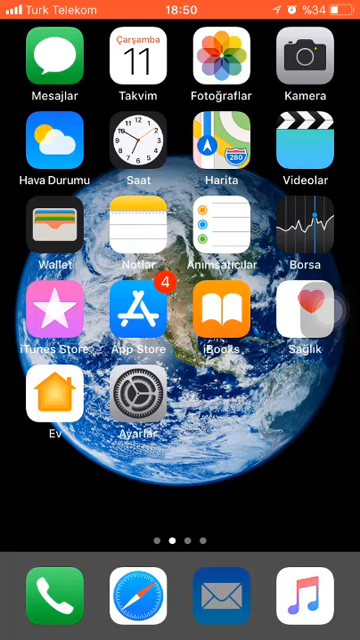 Turk Telekom 18:50 %34
Çarşamba
11
Mesajlar Takvim Fotoğraflar Kamera
280
Hava Durumu Saat Harita Videolar
Wallet Notlar Anımsatıcılar Borsa
4
iTunes Store App Store iBooks Sağlık
Ev Ayarlar